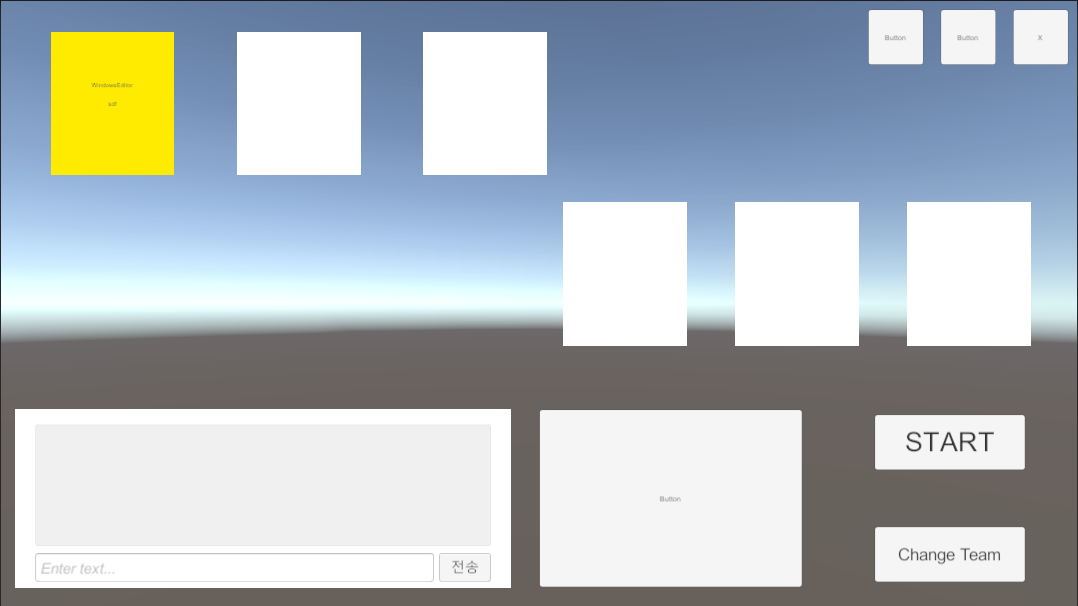 Button
Button
X
WindowsEditor
sdf
START
Button
Change Team
Enter text...
전송